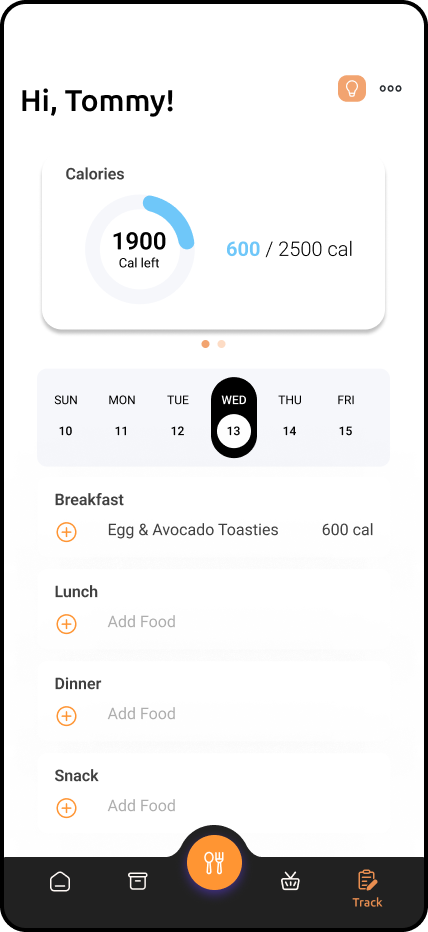 Hi, Tommy!
Calories
1900
Cal left
600 / 2500 cal
SUN MON TUE WED THU FRI
10 11 12 13 14 15
Breakfast
Egg & Avocado Toasties 600 cal
Lunch
Add Food
Dinner
Add Food
Snack
Add Food
Track